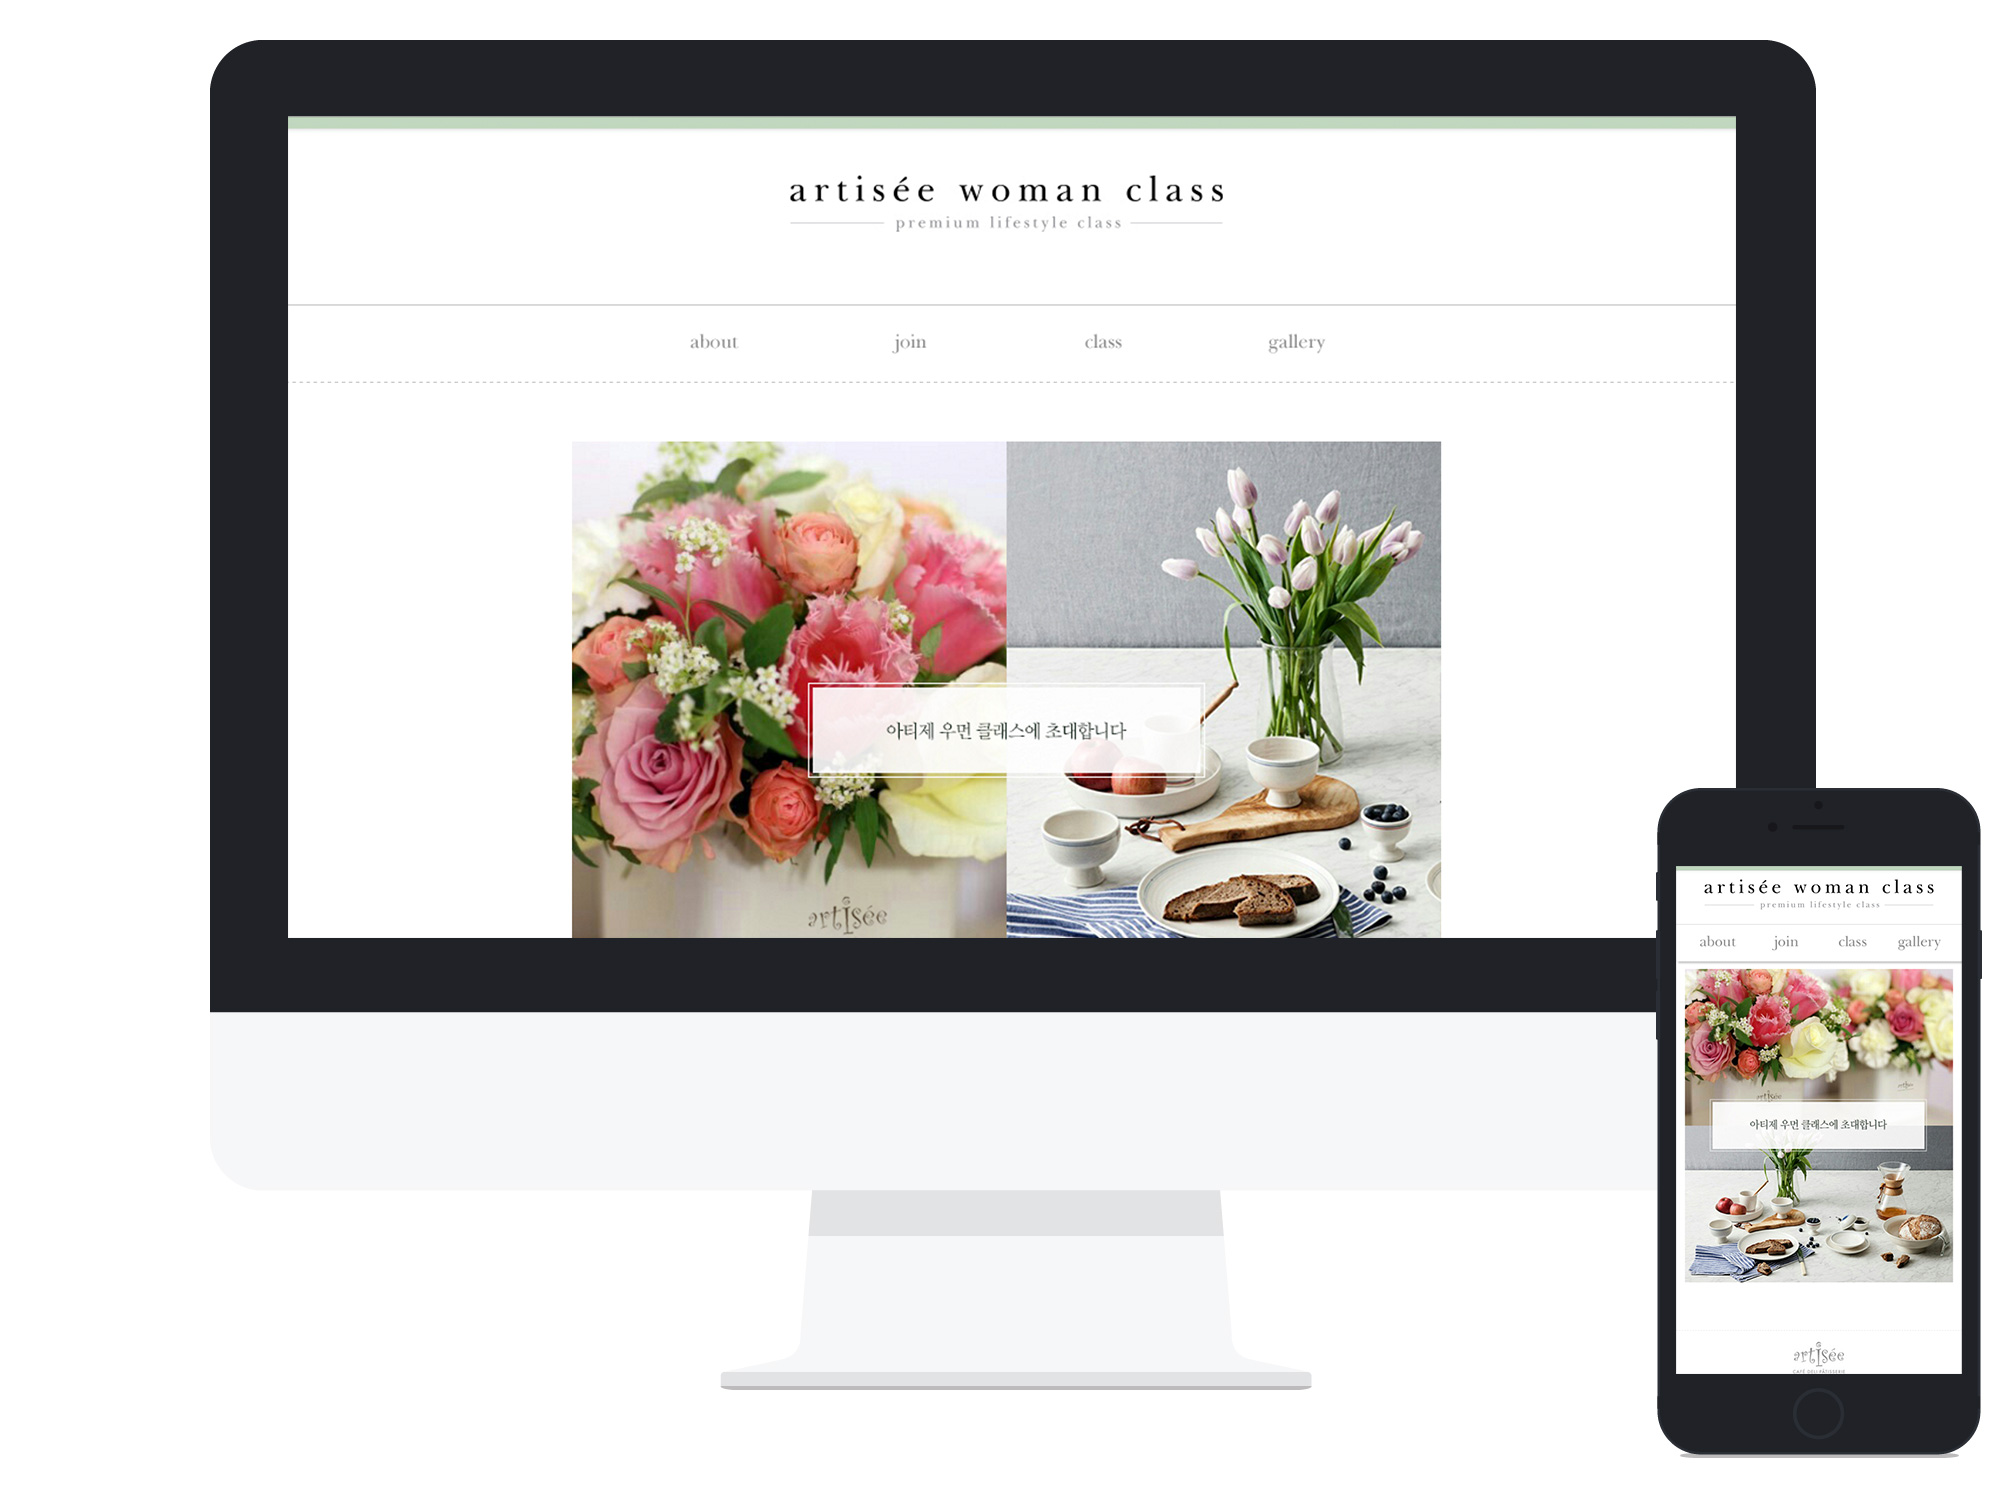 artisée woman class
premium lifestyle class
about join class gallery
아티제 우먼 클래스에 초대합니다
artisée
artisée woman class
premium lifestyle class
about join class gallery
artisée
artisée
아티제 우먼 클래스에 초대합니다
artisée
CAFÉ DELI PÂTISSERIE